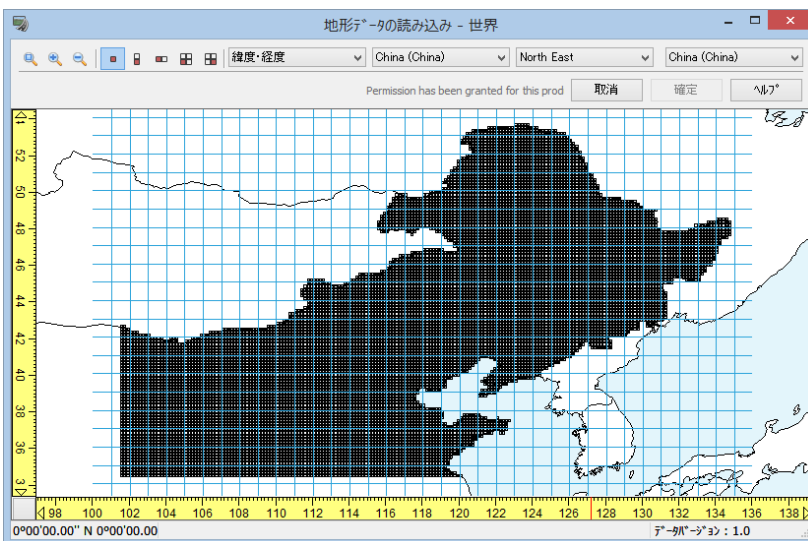 地形ﾃﾞｰﾀの読み込み - 世界
緯度･経度 China (China) North East China (China)
Permission has been granted for this prod 取消 確定 ﾍﾙﾌﾟ
52
50
48
46
44
42
40
38
36
98 100 102 104 106 108 110 112 114 116 118 120 122 124 126 128 130 132 134 136 138
0º00'00.00" N 0º00'00.00 ﾃﾞｰﾀﾊﾞｰｼﾞｮﾝ : 1.0